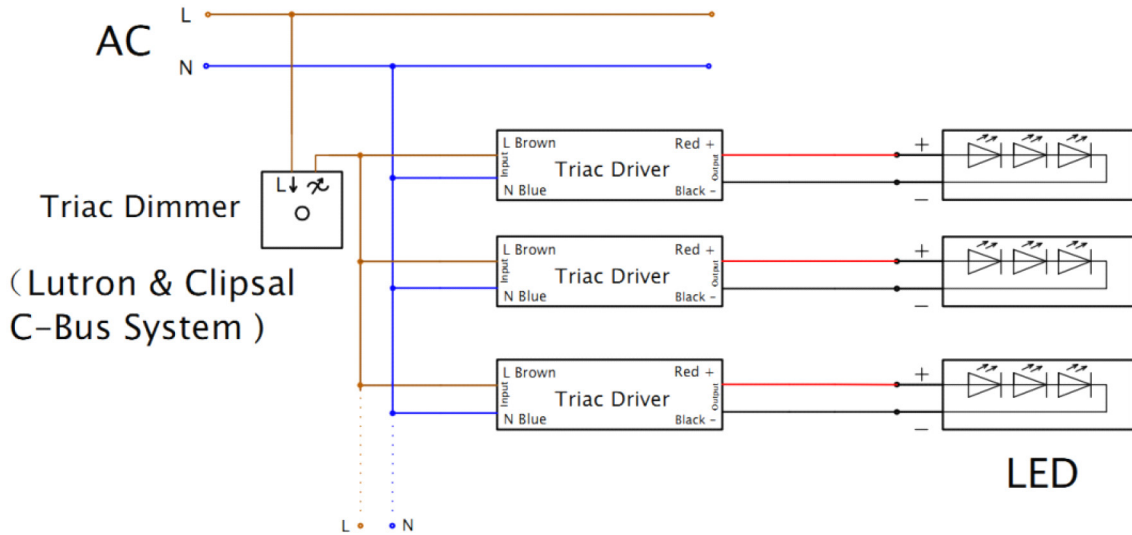 L
AC
N
L Brown
Red +
Input
Triac Driver
Output
N Blue
Black -
+
−
L
Triac Dimmer
L Brown
Red +
Input
Triac Driver
Output
N Blue
Black -
+
−
（Lutron & Clipsal
C-Bus System )
L Brown
Red +
Input
Triac Driver
Output
N Blue
Black -
+
−
LED
L
N